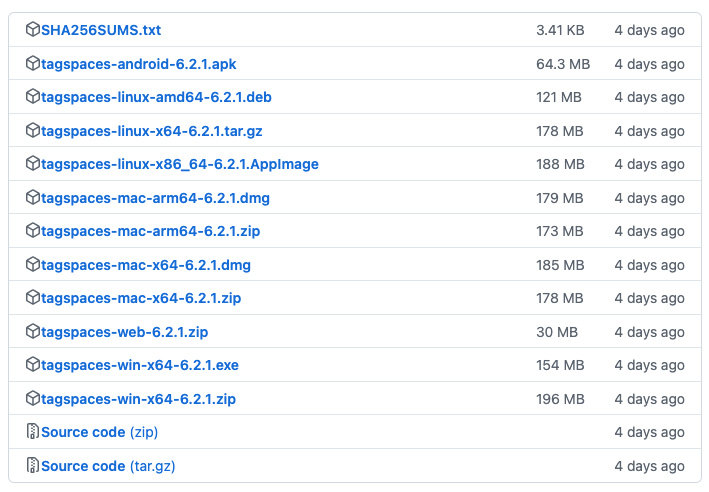 SHA256SUMS.txt 3.41 KB 4 days ago
tagspaces-android-6.2.1.apk 64.3 MB 4 days ago
tagspaces-linux-amd64-6.2.1.deb 121 MB 4 days ago
tagspaces-linux-x64-6.2.1.tar.gz 178 MB 4 days ago
tagspaces-linux-x86_64-6.2.1.AppImage 188 MB 4 days ago
tagspaces-mac-arm64-6.2.1.dmg 179 MB 4 days ago
tagspaces-mac-arm64-6.2.1.zip 173 MB 4 days ago
tagspaces-mac-x64-6.2.1.dmg 185 MB 4 days ago
tagspaces-mac-x64-6.2.1.zip 178 MB 4 days ago
tagspaces-web-6.2.1.zip 30 MB 4 days ago
tagspaces-win-x64-6.2.1.exe 154 MB 4 days ago
tagspaces-win-x64-6.2.1.zip 196 MB 4 days ago
Source code (zip) 4 days ago
Source code (tar.gz) 4 days ago